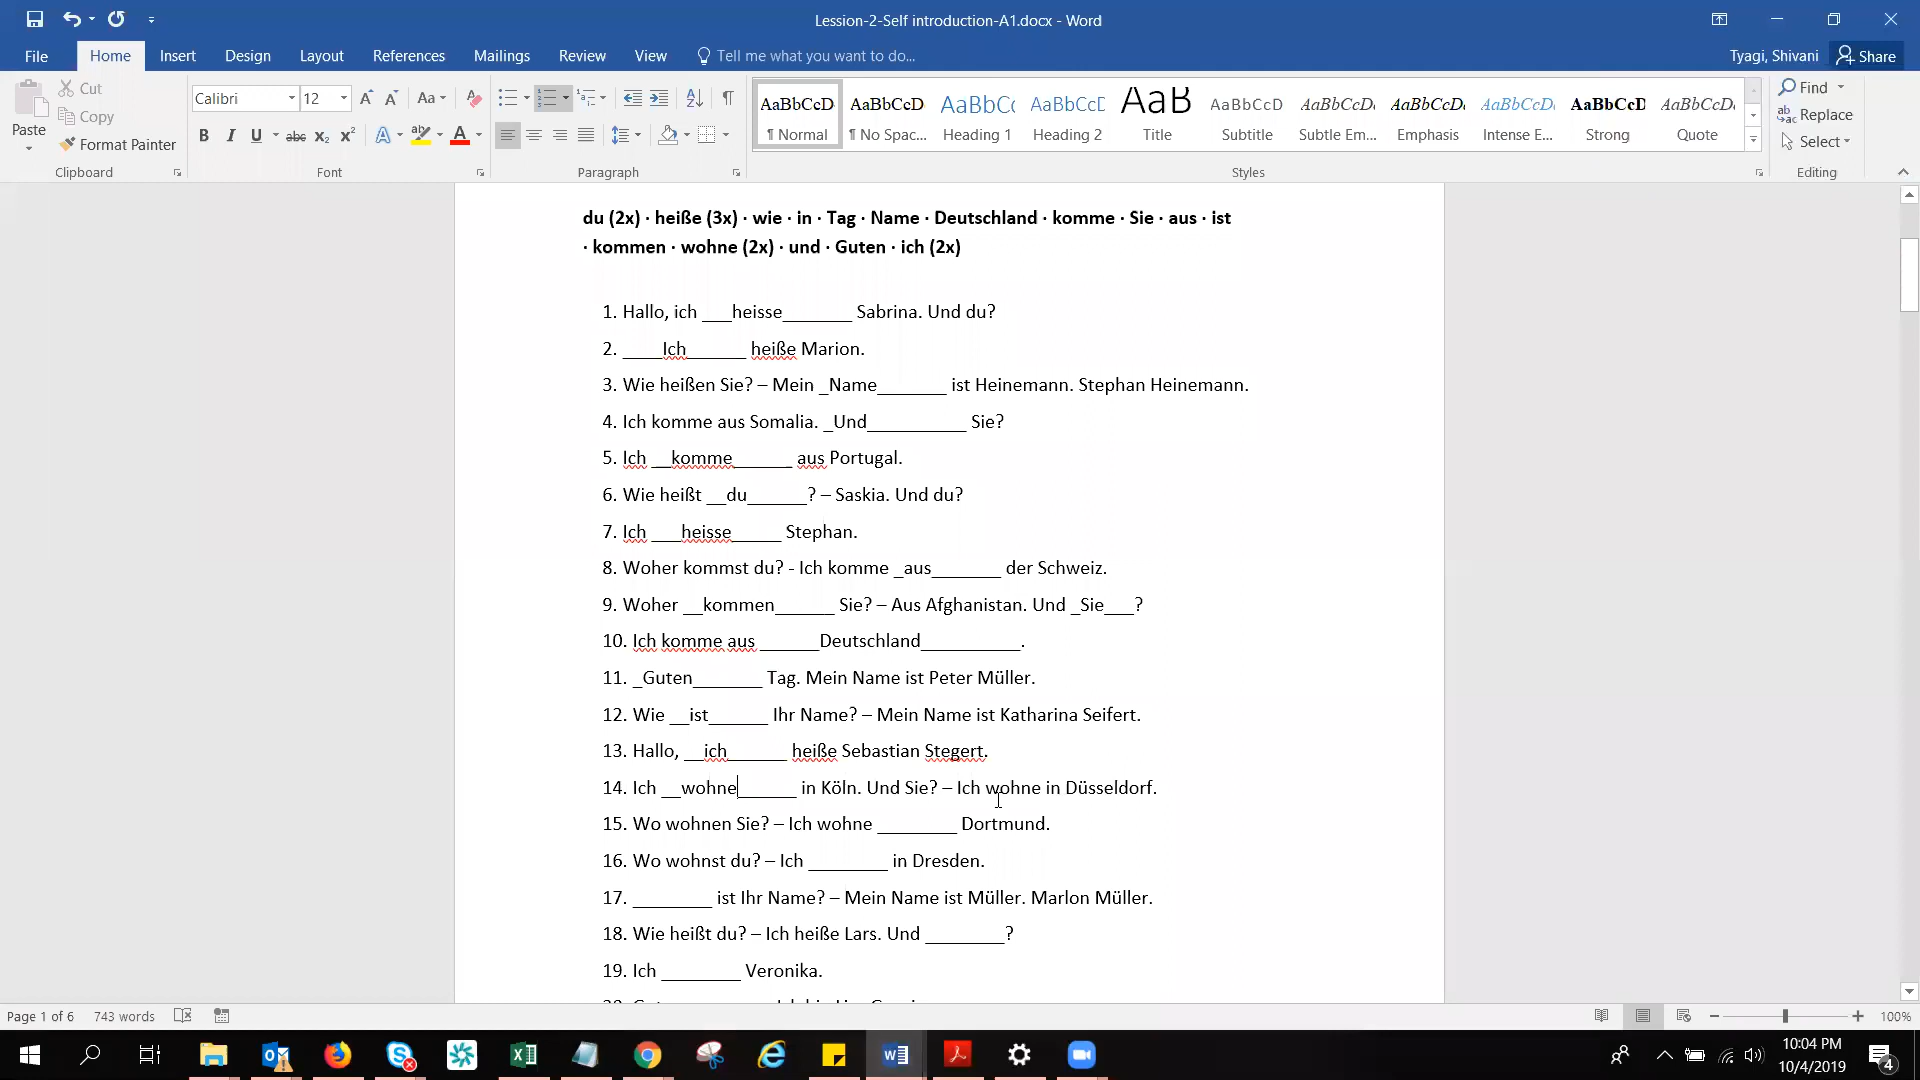 Lession-2-Self introduction-A1.docx - Word
File Home Insert Design Layout References Mailings Review View Tell me what you want to do... Tyagi, Shivani Share
Paste
Cut
Copy
Format Painter
Clipboard
Calibri 12
Font
Paragraph
AaBbCcD AaBbCcD AaBbC AaBbCcD AaB AaBbCcD AaBbCcD AaBbCcD AaBbCcD AaBbCcD AaBbCcD
¶ Normal ¶ No Spac... Heading 1 Heading 2 Title Subtitle Subtle Em... Emphasis Intense E... Strong Quote
Styles
Find
Replace
Select
Editing
du (2x) · heiße (3x) · wie · in · Tag · Name · Deutschland · komme · Sie · aus · ist
· kommen · wohne (2x) · und · Guten · ich (2x)
1. Hallo, ich ___heisse_______ Sabrina. Und du?
2. ____Ich______ heiße Marion.
3. Wie heißen Sie? – Mein _Name_______ ist Heinemann. Stephan Heinemann.
4. Ich komme aus Somalia. _Und__________ Sie?
5. Ich __komme______ aus Portugal.
6. Wie heißt __du______? – Saskia. Und du?
7. Ich ___heisse_____ Stephan.
8. Woher kommst du? - Ich komme _aus_______ der Schweiz.
9. Woher __kommen______ Sie? – Aus Afghanistan. Und _Sie___?
10. Ich komme aus ______Deutschland__________.
11. _Guten_______ Tag. Mein Name ist Peter Müller.
12. Wie __ist______ Ihr Name? – Mein Name ist Katharina Seifert.
13. Hallo, __ich______ heiße Sebastian Stegert.
14. Ich __wohne______ in Köln. Und Sie? – Ich wohne in Düsseldorf.
15. Wo wohnen Sie? – Ich wohne ________ Dortmund.
16. Wo wohnst du? – Ich ________ in Dresden.
17. ________ ist Ihr Name? – Mein Name ist Müller. Marlon Müller.
18. Wie heißt du? – Ich heiße Lars. Und ________?
19. Ich ________ Veronika.
Page 1 of 6 743 words 100%
10:04 PM
10/4/2019
4